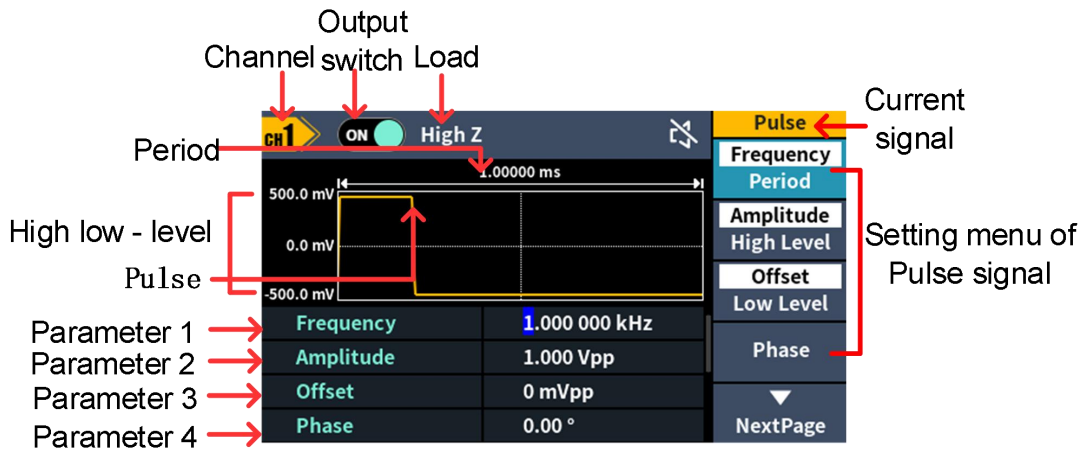 Output
Channel switch Load
Current
signal
CH1 ON High Z
Pulse
Period
1.00000 ms
Frequency
Period
500.0 mV
High low - level
0.0 mV
Amplitude
High Level
Setting menu of
Pulse signal
Pulse
-500.0 mV
Offset
Low Level
Parameter 1
Frequency 1.000 000 kHz
Parameter 2
Amplitude 1.000 Vpp
Phase
Parameter 3
Offset 0 mVpp
Parameter 4
Phase 0.00 °
NextPage